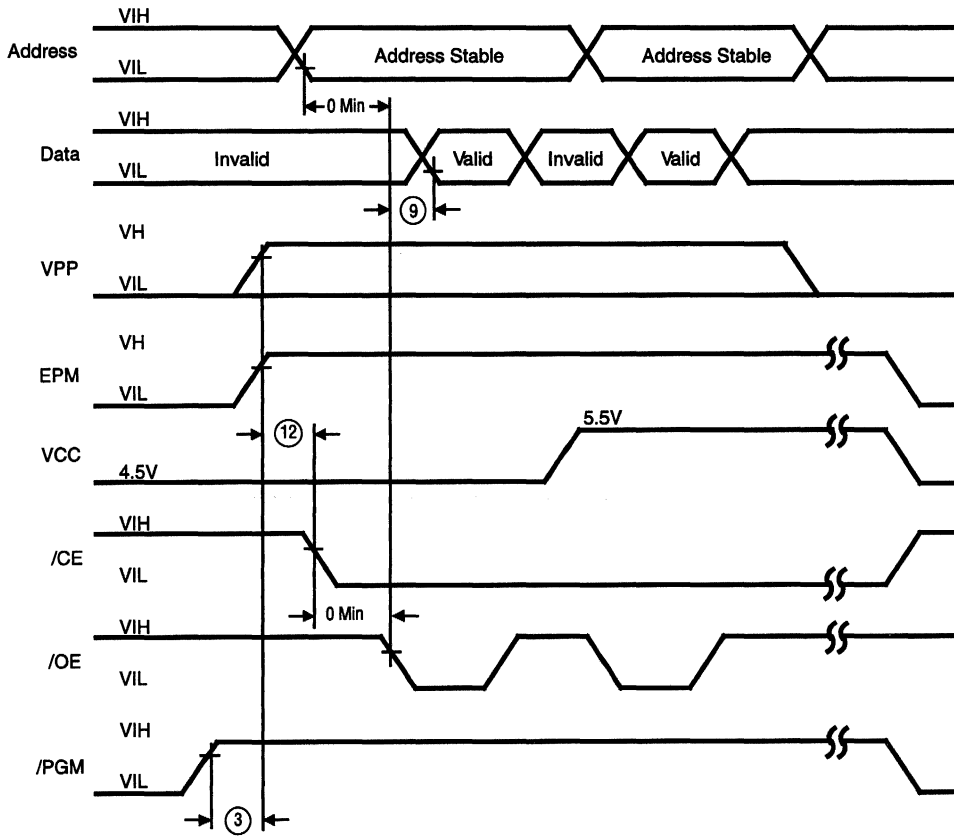 VIH
Address
VIL
Address Stable
Address Stable
0 Min
VIH
Data
VIL
Invalid
Valid
Invalid
Valid
9
VH
VPP
VIL
VH
EPM
VIL
12
5.5V
VCC
4.5V
VIH
/CE
VIL
0 Min
VIH
/OE
VIL
VIH
/PGM
VIL
3